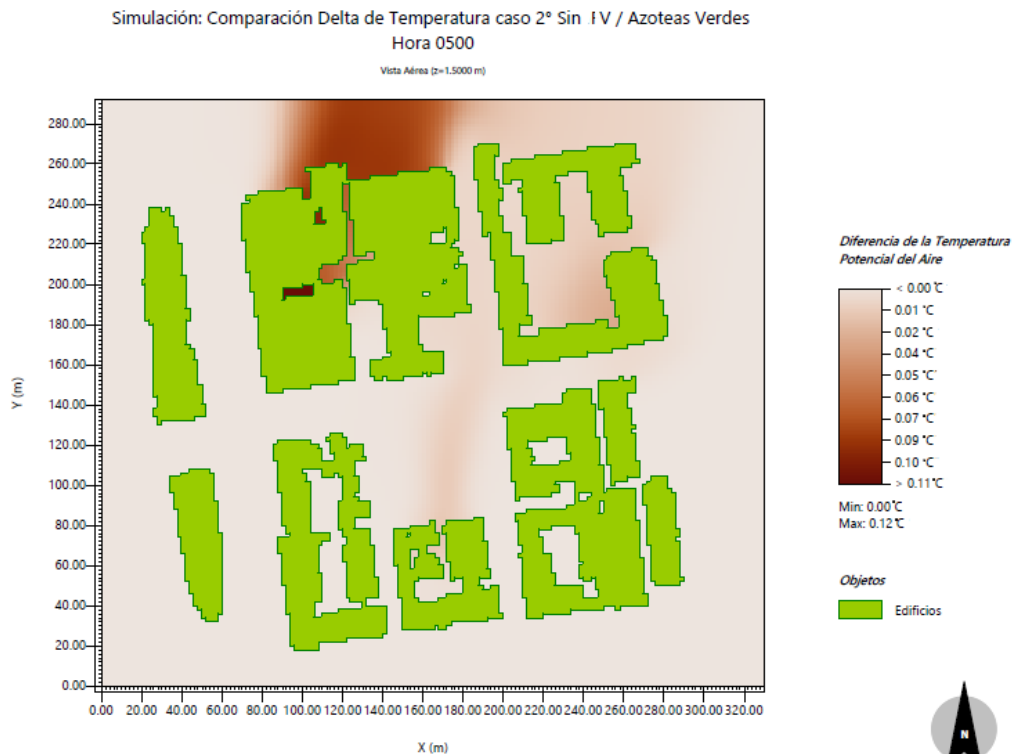 Simulación: Comparación Delta de Temperatura caso 2° Sin FV / Azoteas Verdes
Hora 0500
Vista Aérea (z=1.5000 m)
280.00
260.00
240.00
220.00
200.00
180.00
160.00
140.00
120.00
100.00
80.00
60.00
40.00
20.00
0.00
Y (m)
0.00 20.00 40.00 60.00 80.00 100.00 120.00 140.00 160.00 180.00 200.00 220.00 240.00 260.00 280.00 300.00 320.00
X (m)
Diferencia de la Temperatura
Potencial del Aire
< 0.00 °C
0.01 °C
0.02 °C
0.04 °C
0.05 °C
0.06 °C
0.07 °C
0.09 °C
0.10 °C
> 0.11 °C
Min: 0.00 °C
Max: 0.12 °C
Objetos
Edificios
N